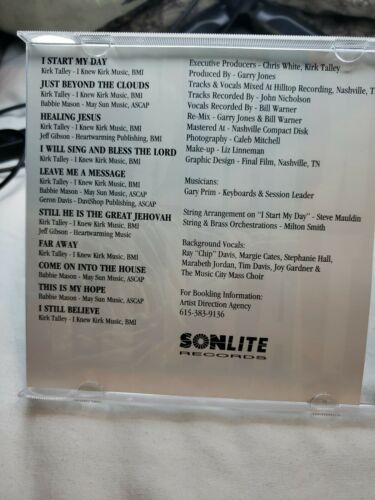 I START MY DAY
Kirk Talley - I Knew Kirk Music, BMI
JUST BEYOND THE CLOUDS
Kirk Talley - I Knew Kirk Music, BMI
Babbie Mason - May Sun Music, ASCAP
HEALING JESUS
Kirk Talley - I Knew Kirk Music, BMI
Jeff Gibson - Heartwarming Publishing, BMI
I WILL SING AND BLESS THE LORD
Kirk Talley - I Knew Kirk Music, BMI
LEAVE ME A MESSAGE
Kirk Talley - I Knew Kirk Music, BMI
Babbie Mason - May Sun Music, ASCAP
Geron Davis - DaviShop Publishing, ASCAP
STILL HE IS THE GREAT JEHOVAH
Kirk Talley - I Knew Kirk Music, BMI
Jeff Gibson - Heartwarming Music
FAR AWAY
Kirk Talley - I Knew Kirk Music, BMI
COME ON INTO THE HOUSE
Babbie Mason - May Sun Music, ASCAP
THIS IS MY HOPE
Babbie Mason - May Sun Music, ASCAP
I STILL BELIEVE
Kirk Talley - I Knew Kirk Music, BMI
Executive Producers - Chris White, Kirk Talley
Produced By - Garry Jones
Tracks & Vocals Mixed At Hilltop Recording, Nashville, TN
Tracks Recorded By - John Nicholson
Vocals Recorded By - Bill Warner
Re-Mix - Garry Jones & Bill Warner
Mastered At - Nashville Compact Disk
Photography - Caleb Mitchell
Make-up - Liz Linneman
Graphic Design - Final Film, Nashville, TN
Musicians:
Gary Prim - Keyboards & Session Leader
String Arrangement on "I Start My Day" - Steve Mauldin
String & Brass Orchestrations - Milton Smith
Background Vocals:
Ray "Chip" Davis, Margie Cates, Stephanie Hall,
Marabeth Jordan, Tim Davis, Joy Gardner &
The Music City Mass Choir
For Booking Information:
Artist Direction Agency
615-383-9136
SONLITE
RECORDS